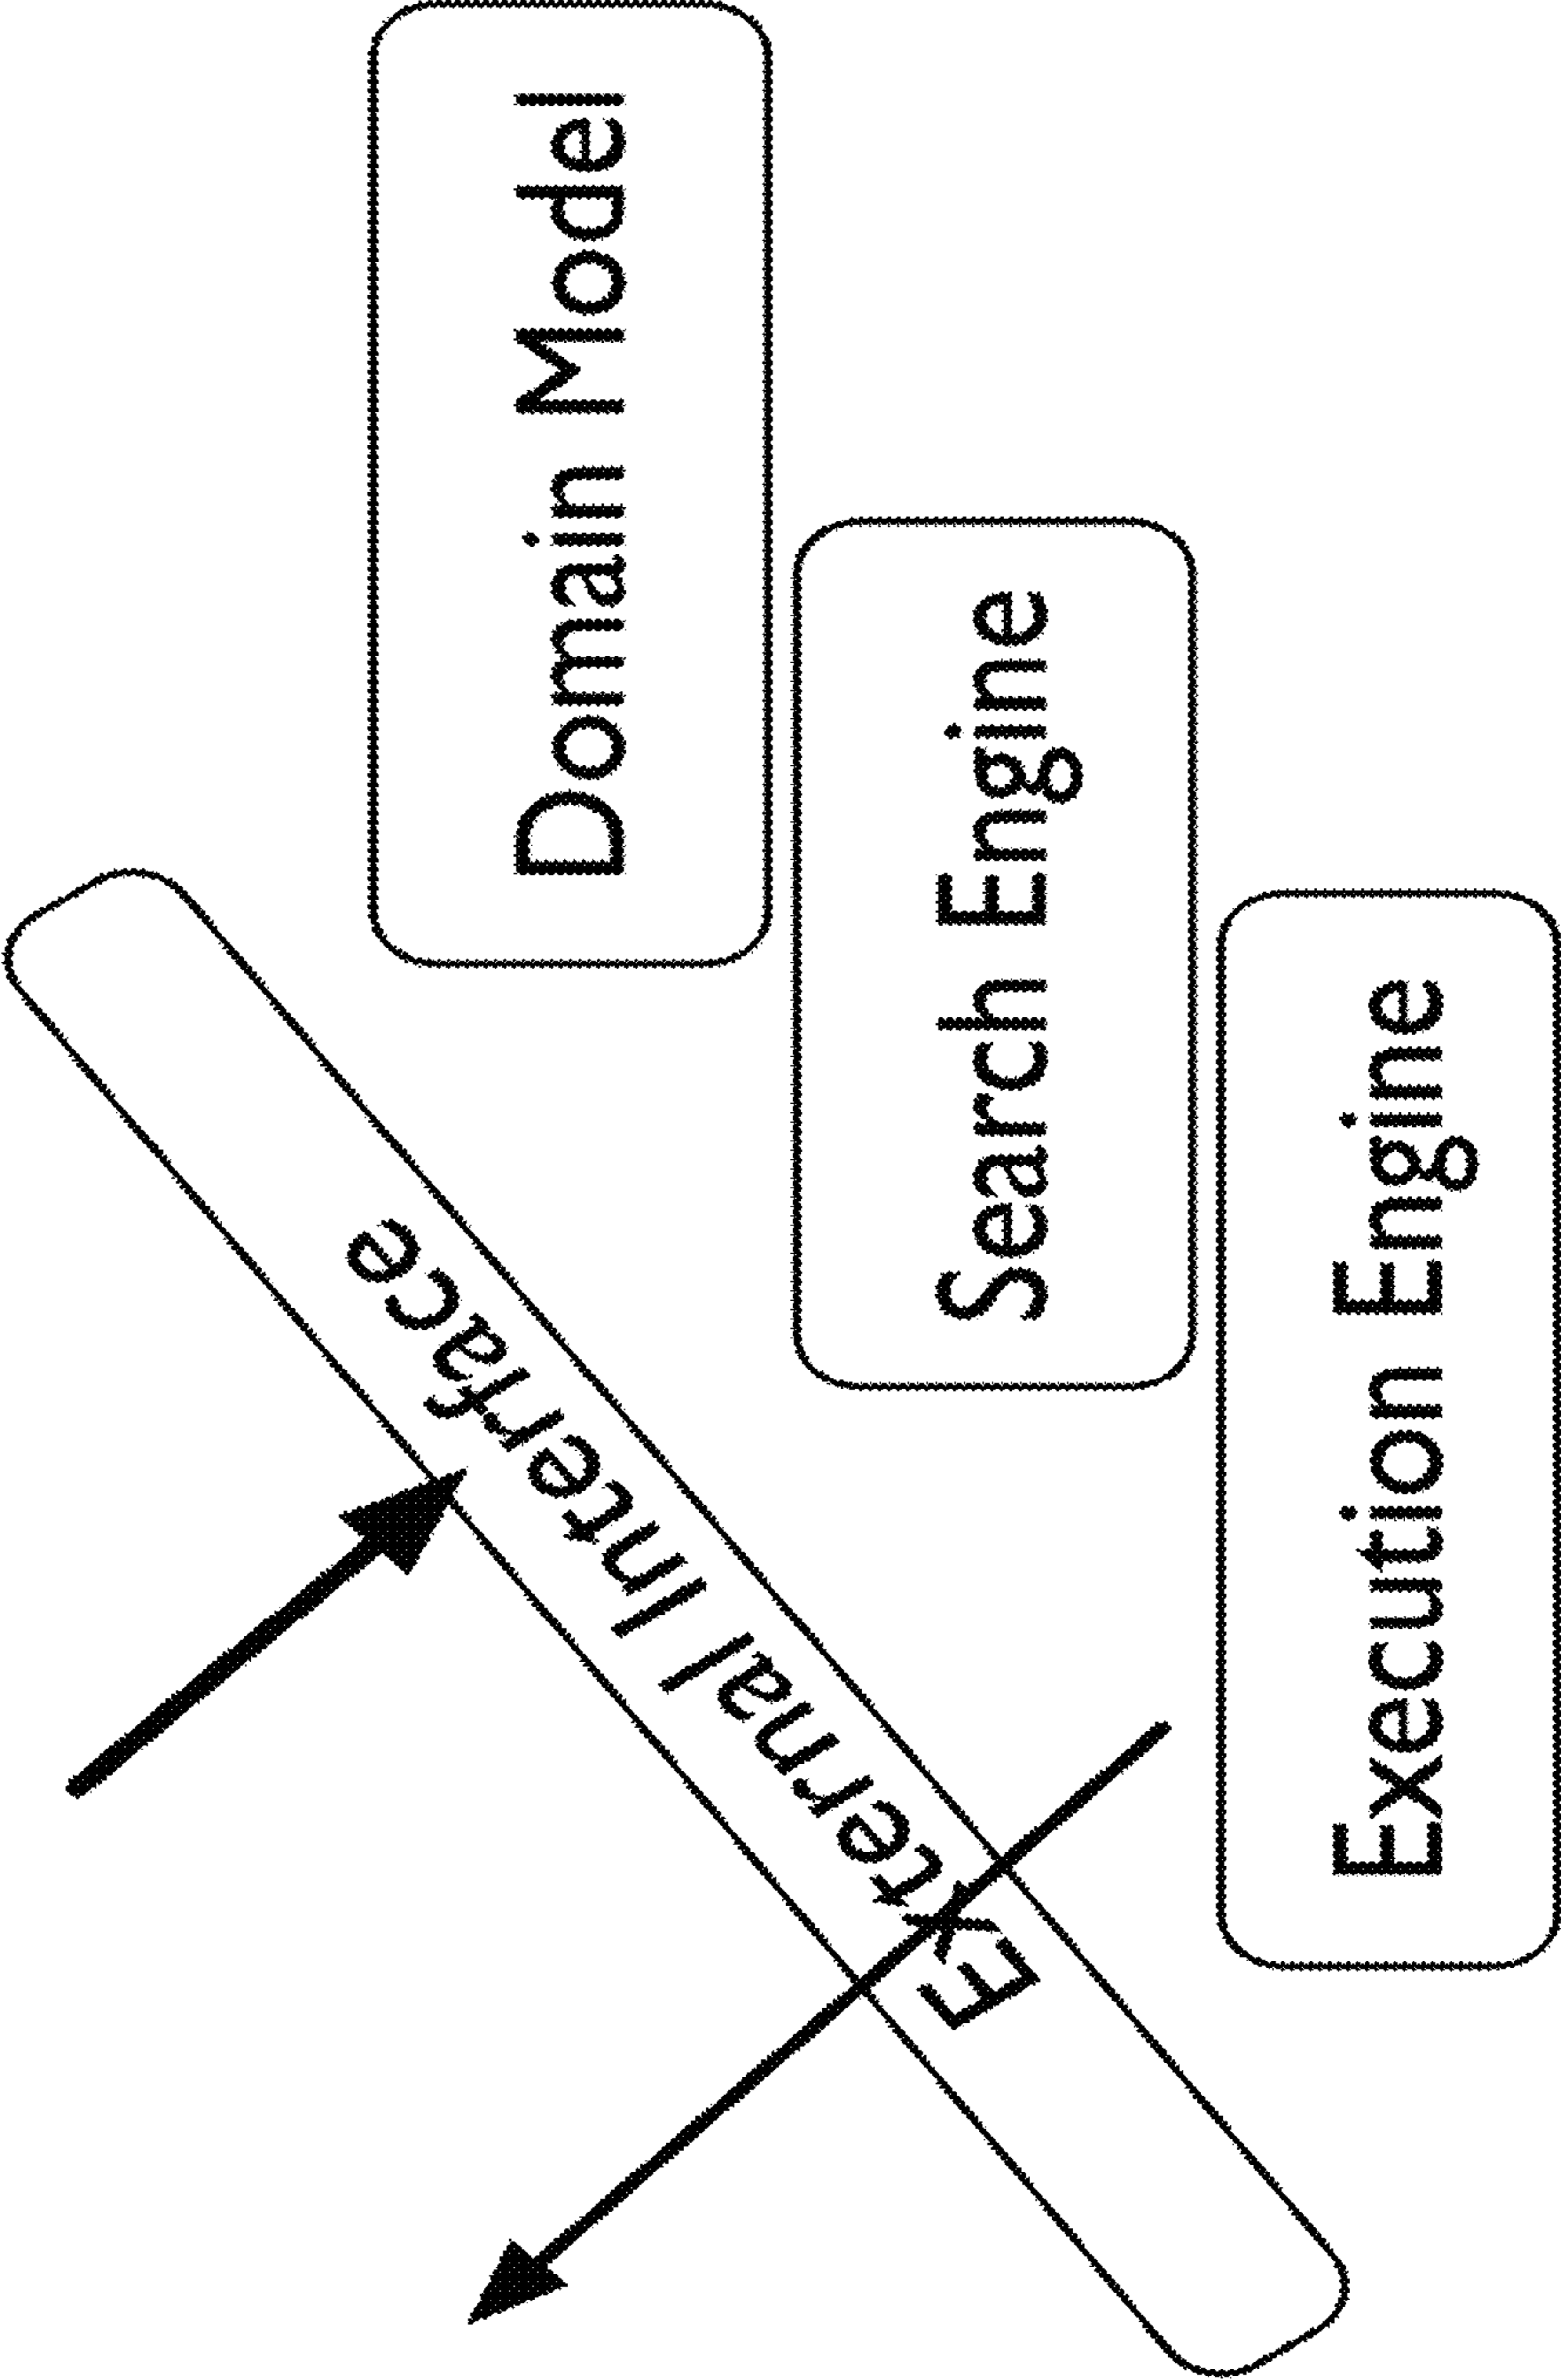 Domain Model
Search Engine
Execution Engine
External Interface